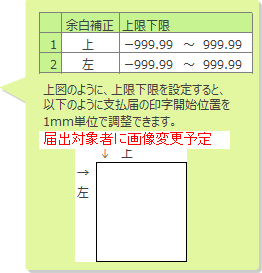 余白補正 上限下限
1 上 −999.99 ～ 999.99
2 左 −999.99 ～ 999.99
上図のように、上限下限を設定すると、
以下のように支払届の印字開始位置を
1mm単位で調整できます。
届出対象者に画像変更予定
↓ 上
→
左